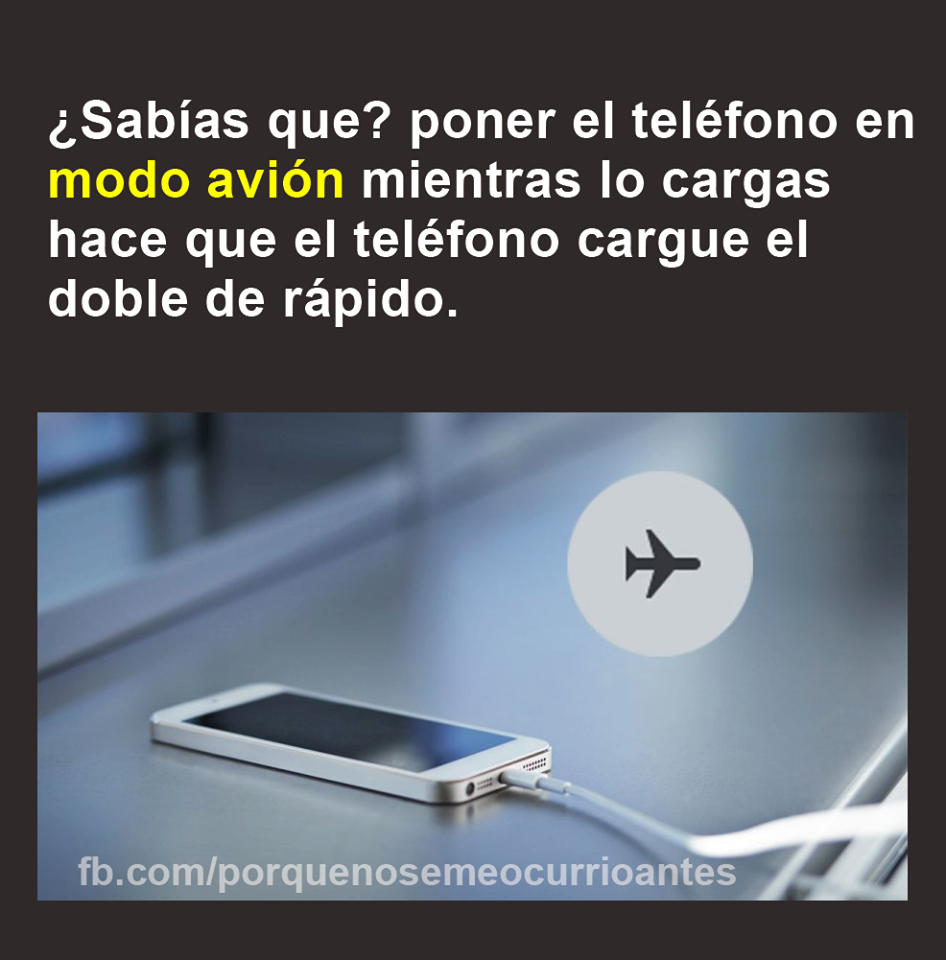 ¿Sabías que? poner el teléfono en
modo avión mientras lo cargas
hace que el teléfono cargue el
doble de rápido.
fb.com/porquenosemeocurrioantes